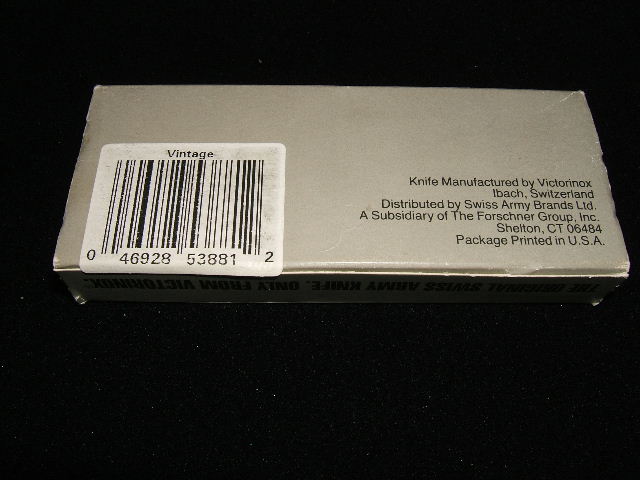 Vintage
0 46928 53881 2
Knife Manufactured by Victorinox
Ibach, Switzerland
Distributed by Swiss Army Brands Ltd.
A Subsidiary of The Forschner Group, Inc.
Shelton, CT 06484
Package Printed in U.S.A.
THE ORIGINAL SWISS ARMY KNIFE. ONLY FROM VICTORINOX.